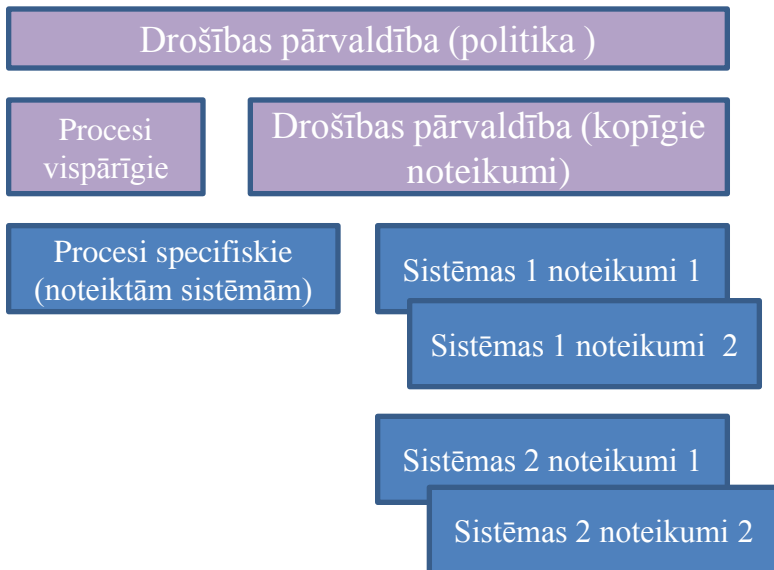 Drošības pārvaldība (politika )
Procesi
vispārīgie
Drošības pārvaldība (kopīgie
noteikumi)
Procesi specifiskie
(noteiktām sistēmām)
Sistēmas 1 noteikumi 1
Sistēmas 1 noteikumi  2
Sistēmas 2 noteikumi 1
Sistēmas 2 noteikumi 2